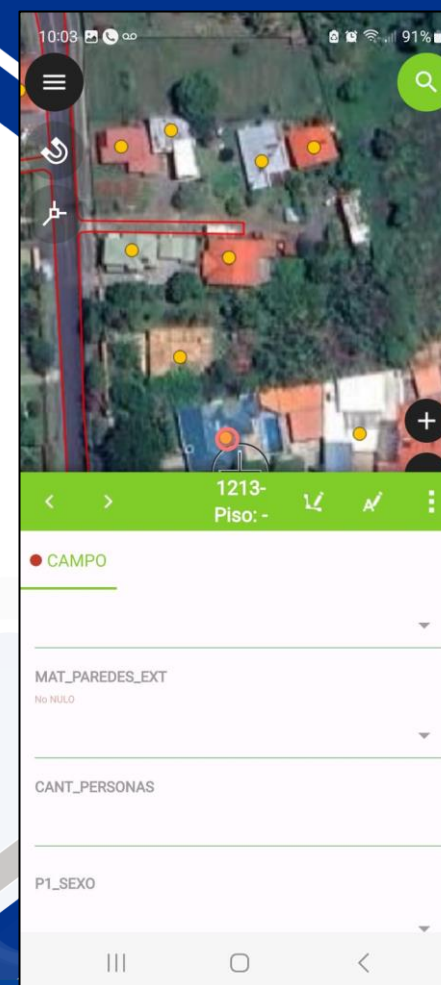 10:03
91%
1213-
Piso: -
CAMPO
MAT_PAREDES_EXT
No NULO
CANT_PERSONAS
P1_SEXO